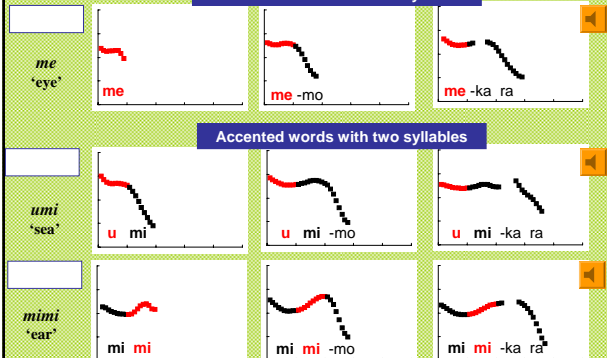 me
‘eye’
me
me -mo
me -ka ra
Accented words with two syllables
umi
‘sea’
u mi
u mi -mo
u mi -ka ra
mimi
‘ear’
mi mi
mi mi -mo
mi mi -ka ra